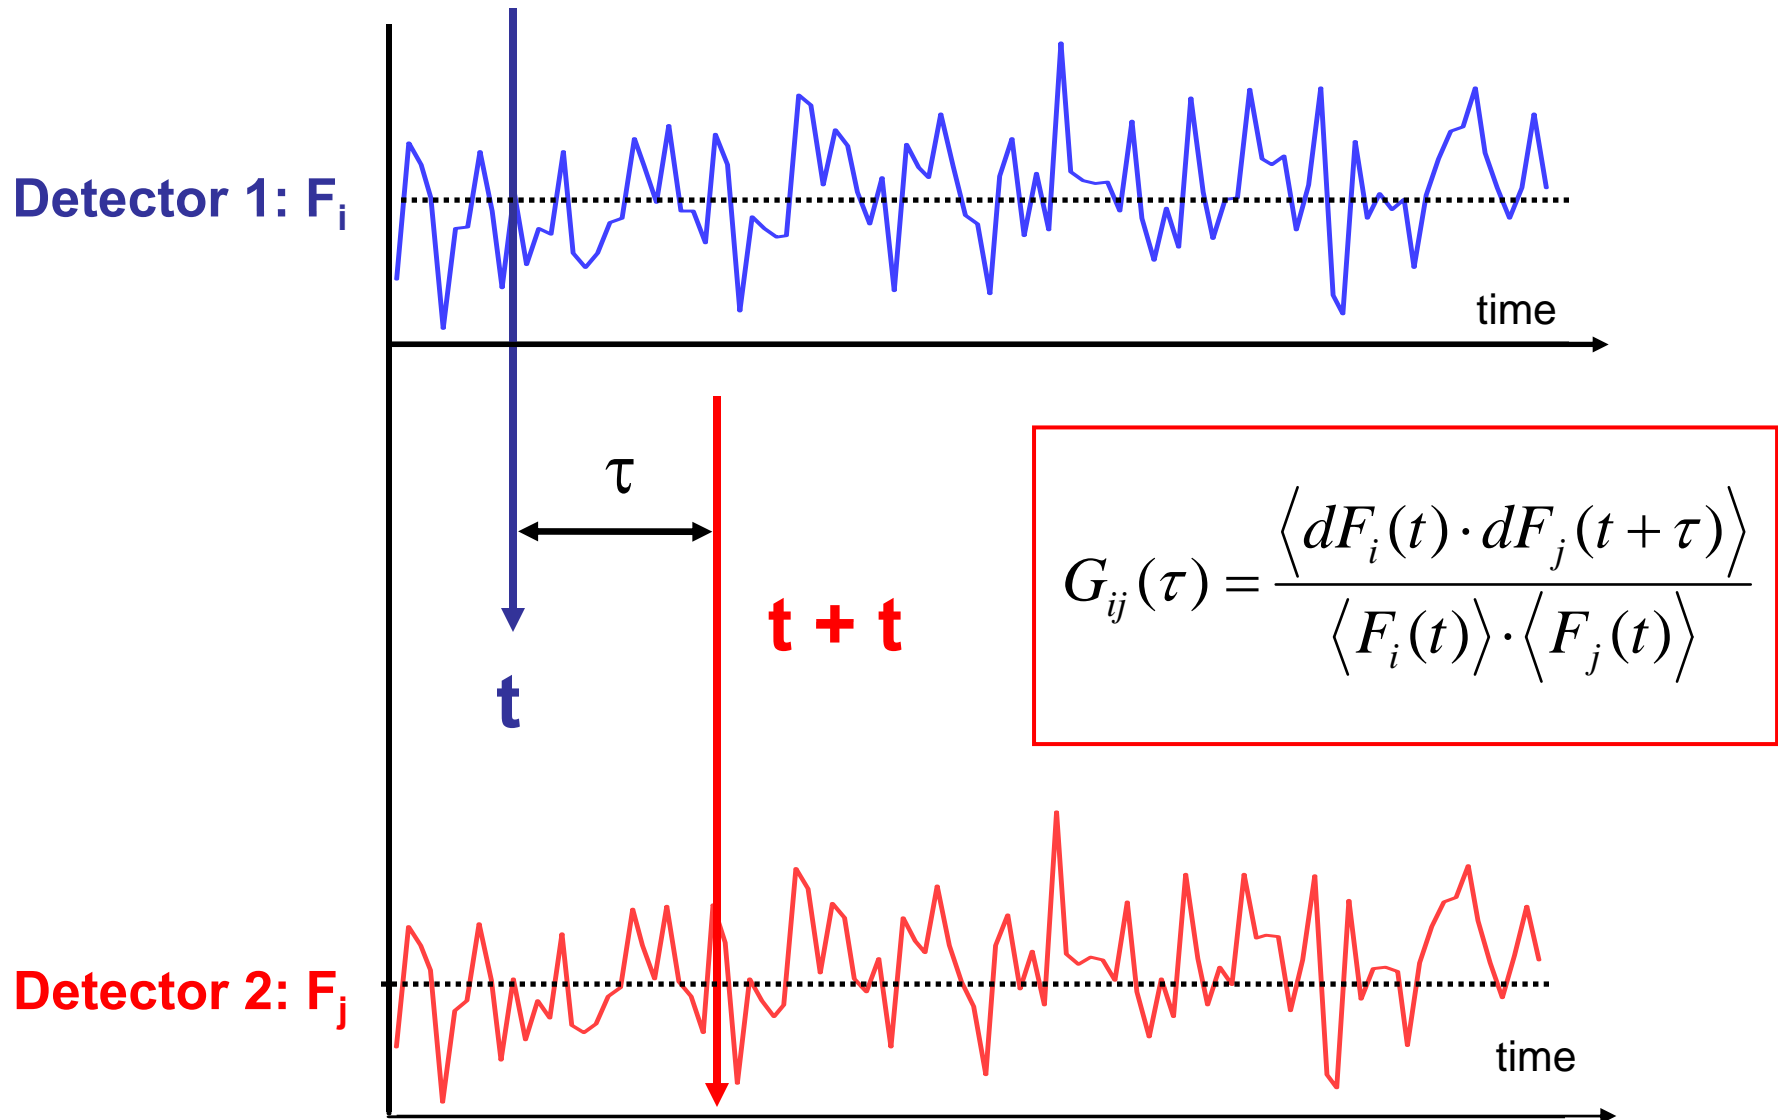 Detector 1: Fi
time
τ
t
t + t
Gij(τ) = ⟨dFi(t) · dFj(t + τ)⟩ / ⟨Fi(t)⟩ · ⟨Fj(t)⟩
Detector 2: Fj
time